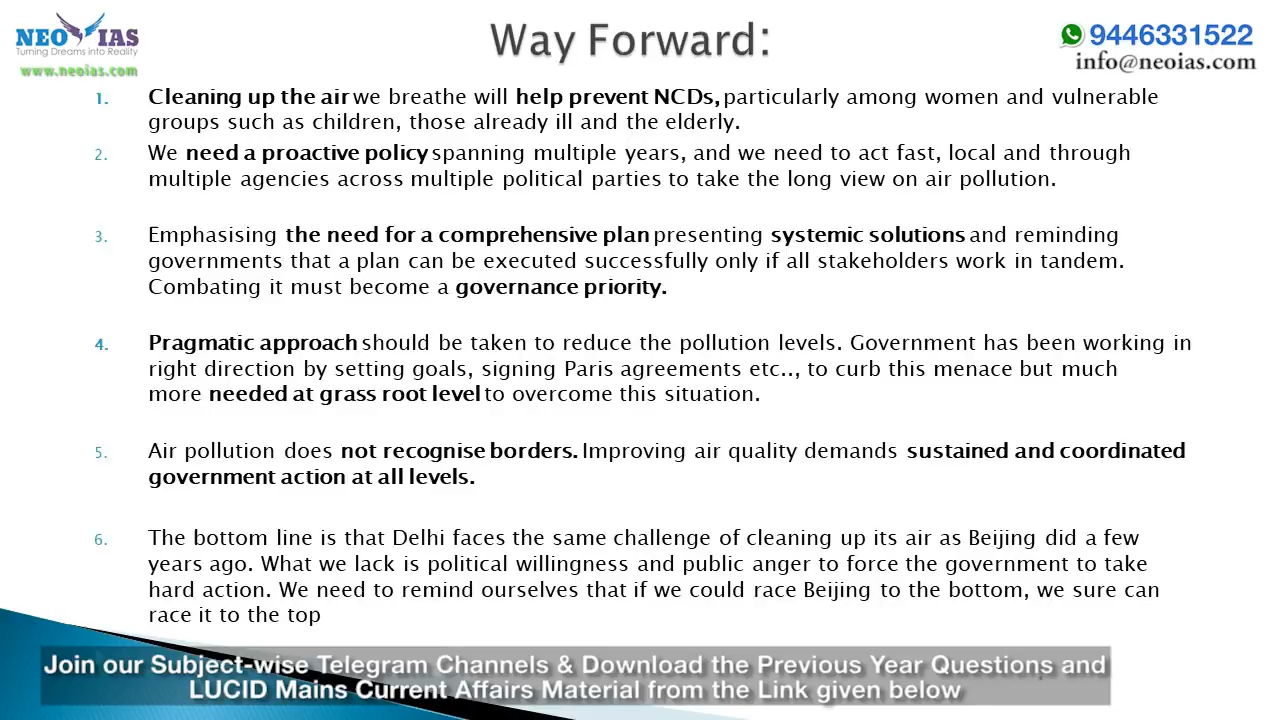 NEO IAS
Turning Dreams into Reality
www.neoias.com
Way Forward:
9446331522
info@neoias.com
1. Cleaning up the air we breathe will help prevent NCDs, particularly among women and vulnerable
groups such as children, those already ill and the elderly.
2. We need a proactive policy spanning multiple years, and we need to act fast, local and through
multiple agencies across multiple political parties to take the long view on air pollution.
3. Emphasising the need for a comprehensive plan presenting systemic solutions and reminding
governments that a plan can be executed successfully only if all stakeholders work in tandem.
Combating it must become a governance priority.
4. Pragmatic approach should be taken to reduce the pollution levels. Government has been working in
right direction by setting goals, signing Paris agreements etc.., to curb this menace but much
more needed at grass root level to overcome this situation.
5. Air pollution does not recognise borders. Improving air quality demands sustained and coordinated
government action at all levels.
6. The bottom line is that Delhi faces the same challenge of cleaning up its air as Beijing did a few
years ago. What we lack is political willingness and public anger to force the government to take
hard action. We need to remind ourselves that if we could race Beijing to the bottom, we sure can
race it to the top
Join our Subject-wise Telegram Channels & Download the Previous Year Questions and
LUCID Mains Current Affairs Material from the Link given below